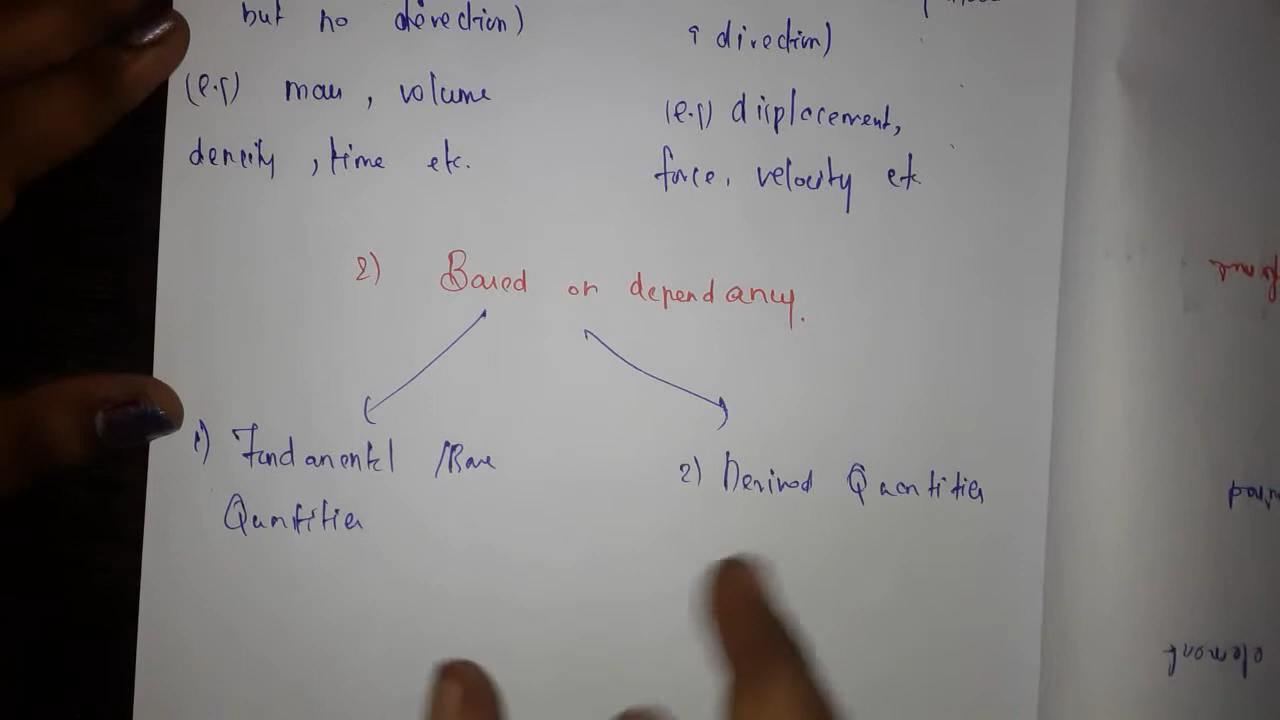 but no direction)
& direction)
(e.g) mass, volume
density, time etc.
(e.g) displacement,
force, velocity etc
2) Based on dependancy.
1) Fundamental /Base
Quantities
2) Derived Quantities
element